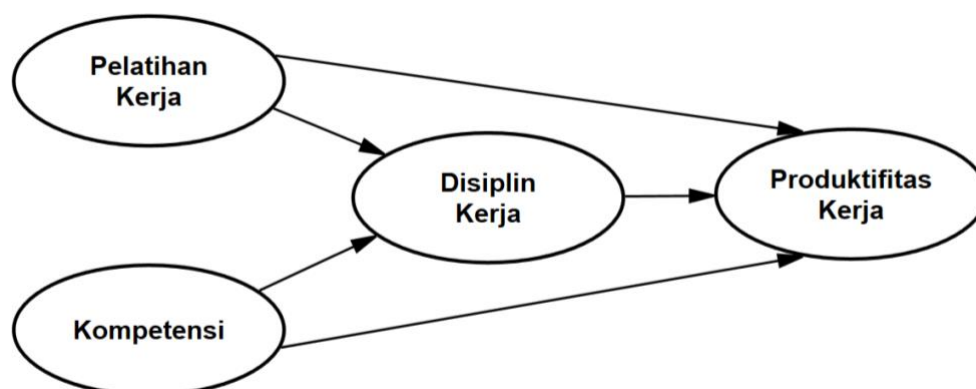 Pelatihan
Kerja
Disiplin
Kerja
Produktifitas
Kerja
Kompetensi